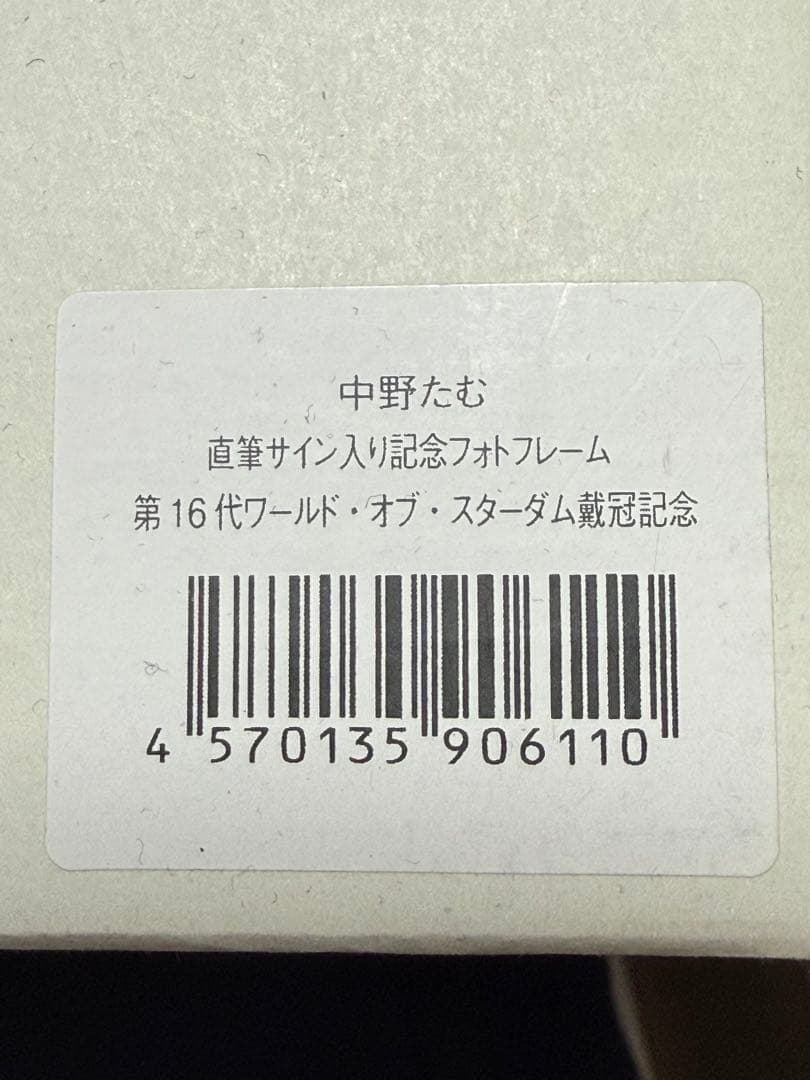 中野たむ
直筆サイン入り記念フォトフレーム
第16代ワールド・オブ・スターダム戴冠記念
4 570135 906110